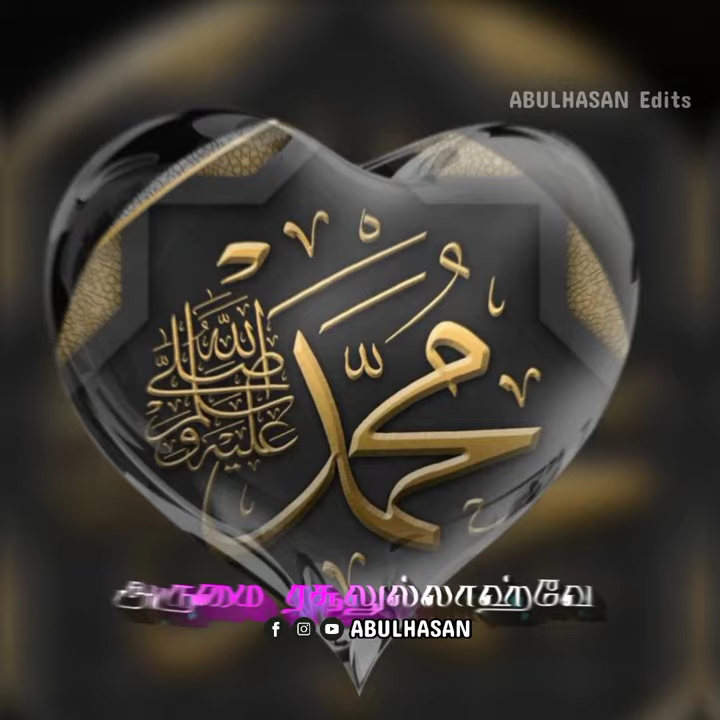 ABULHASAN Edits
محمد
صلى الله عليه وسلم
அருமை ரசூலுல்லாஹ்வே
ABULHASAN